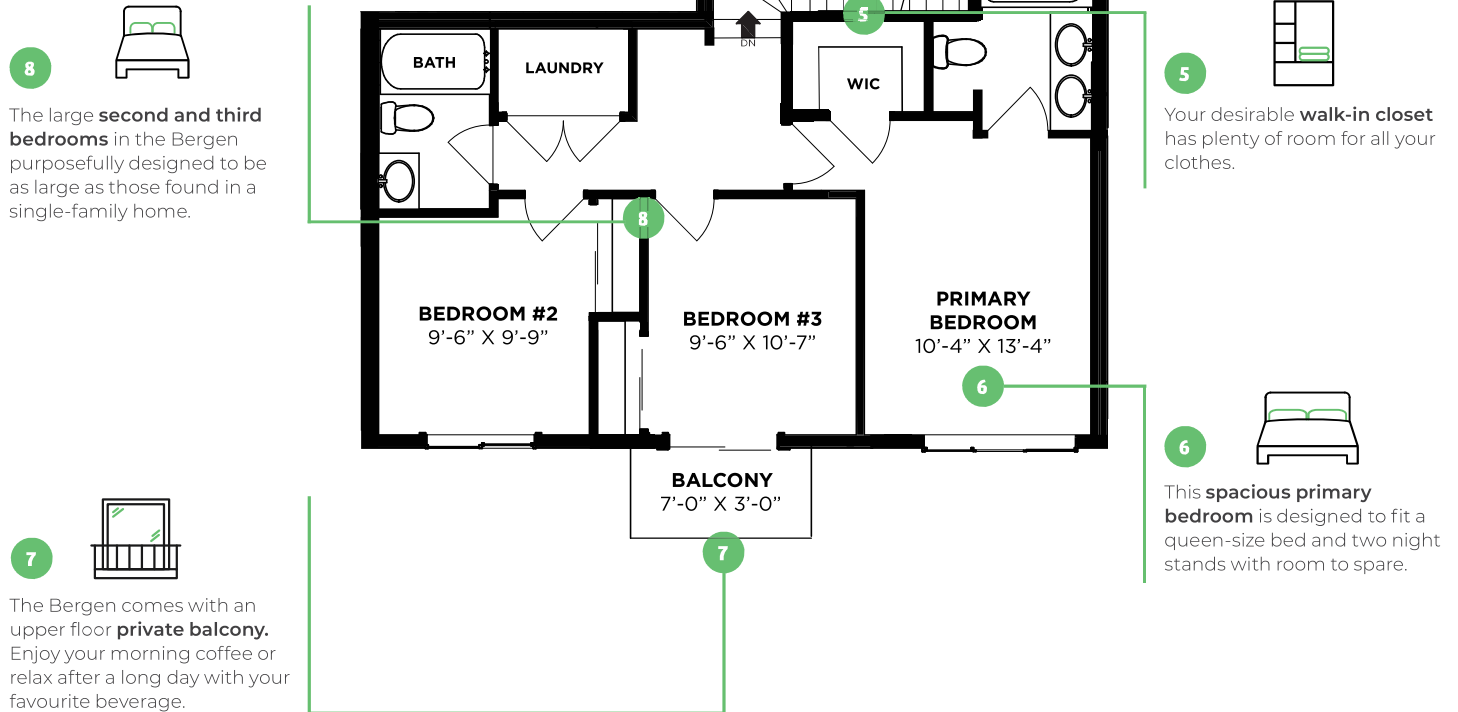 8
The large second and third
bedrooms in the Bergen
purposefully designed to be
as large as those found in a
single-family home.
7
The Bergen comes with an
upper floor private balcony.
Enjoy your morning coffee or
relax after a long day with your
favourite beverage.
5
DN
BATH
LAUNDRY
WIC
8
BEDROOM #2
9’-6” X 9’-9”
BEDROOM #3
9’-6” X 10’-7”
PRIMARY
BEDROOM
10’-4” X 13’-4”
6
BALCONY
7’-0” X 3’-0”
7
5
Your desirable walk-in closet
has plenty of room for all your
clothes.
6
This spacious primary
bedroom is designed to fit a
queen-size bed and two night
stands with room to spare.